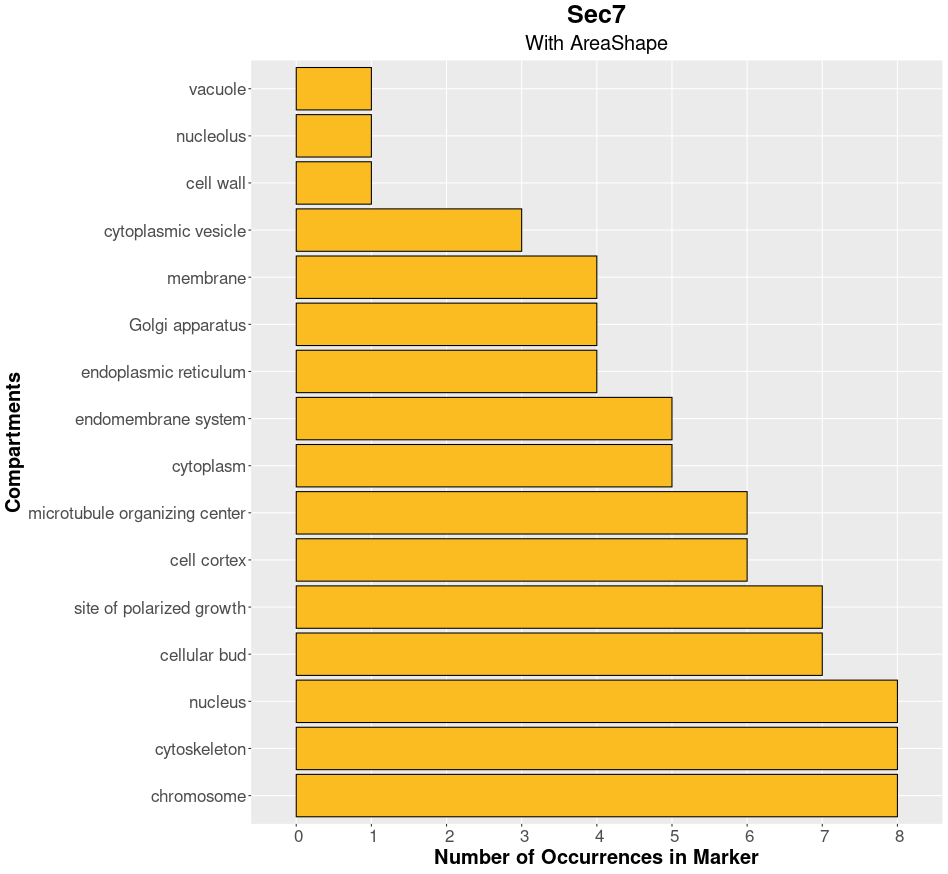 Sec7
With AreaShape
Compartments
vacuole
nucleolus
cell wall
cytoplasmic vesicle
membrane
Golgi apparatus
endoplasmic reticulum
endomembrane system
cytoplasm
microtubule organizing center
cell cortex
site of polarized growth
cellular bud
nucleus
cytoskeleton
chromosome
0 1 2 3 4 5 6 7 8
Number of Occurrences in Marker